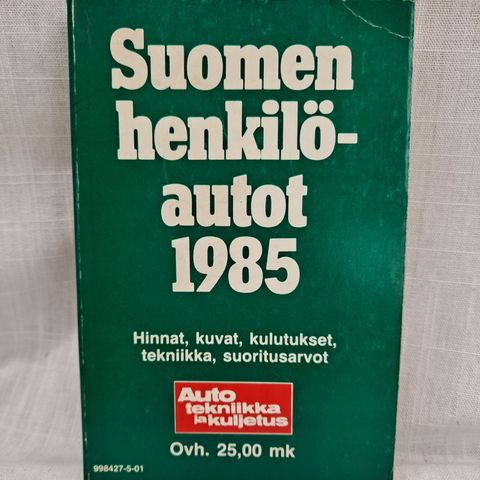 Suomen
henkilö-
autot
1985
Hinnat, kuvat, kulutukset,
tekniikka, suoritusarvot
Auto
tekniikka
ja kuljetus
Ovh. 25,00 mk
998427-5-01